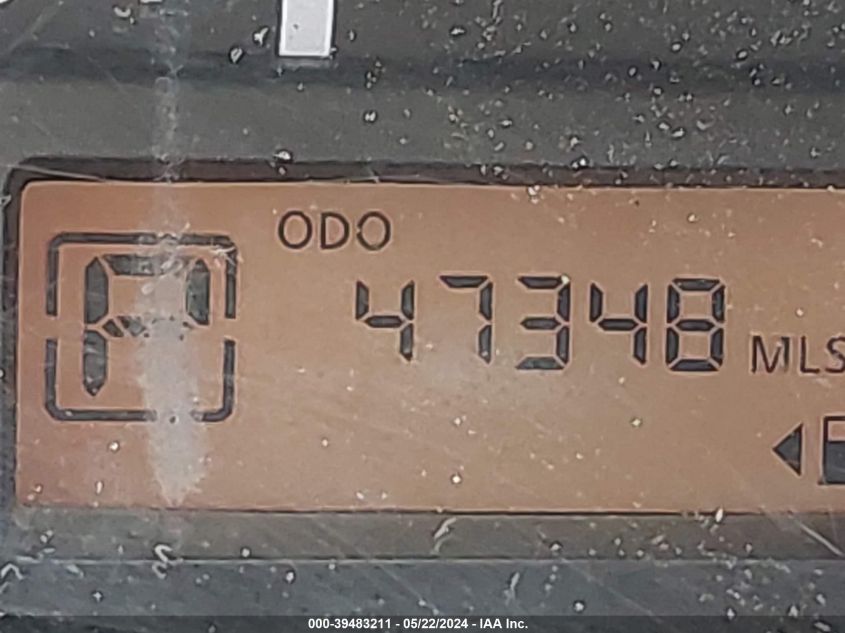 ODO
P
47348 MLS
000-39483211 - 05/22/2024 - IAA Inc.